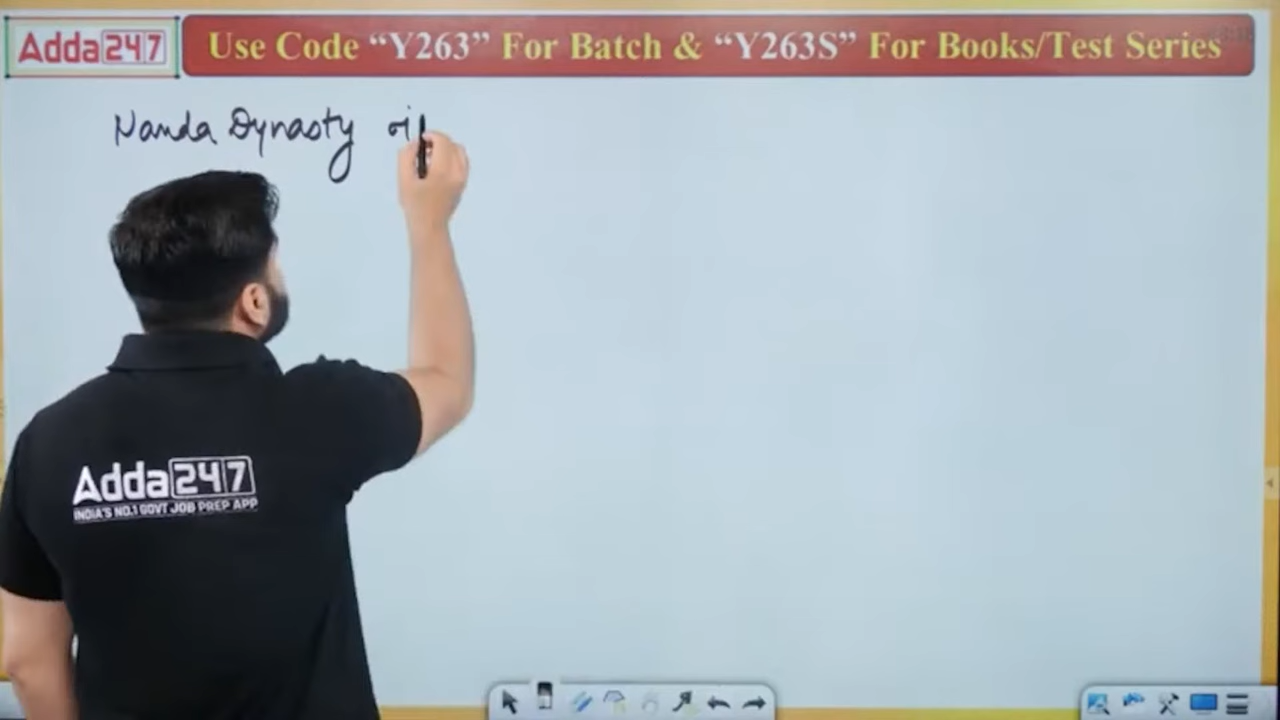 Adda247 Use Code “Y263” For Batch & “Y263S” For Books/Test Series
Nanda Dynasty
Adda247
INDIA'S NO.1 GOVT JOB PREP APP